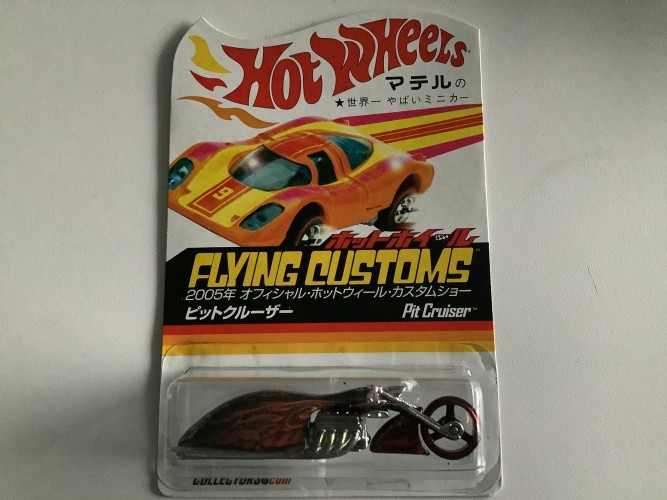 Hot Wheels
マテルの
★世界一 やばいミニカー
9
ホットホイール
FLYING CUSTOMS™
2005年 オフィシャル・ホットウィール・カスタムショー
ピットクルーザー Pit Cruiser™
COLLECTORS.com